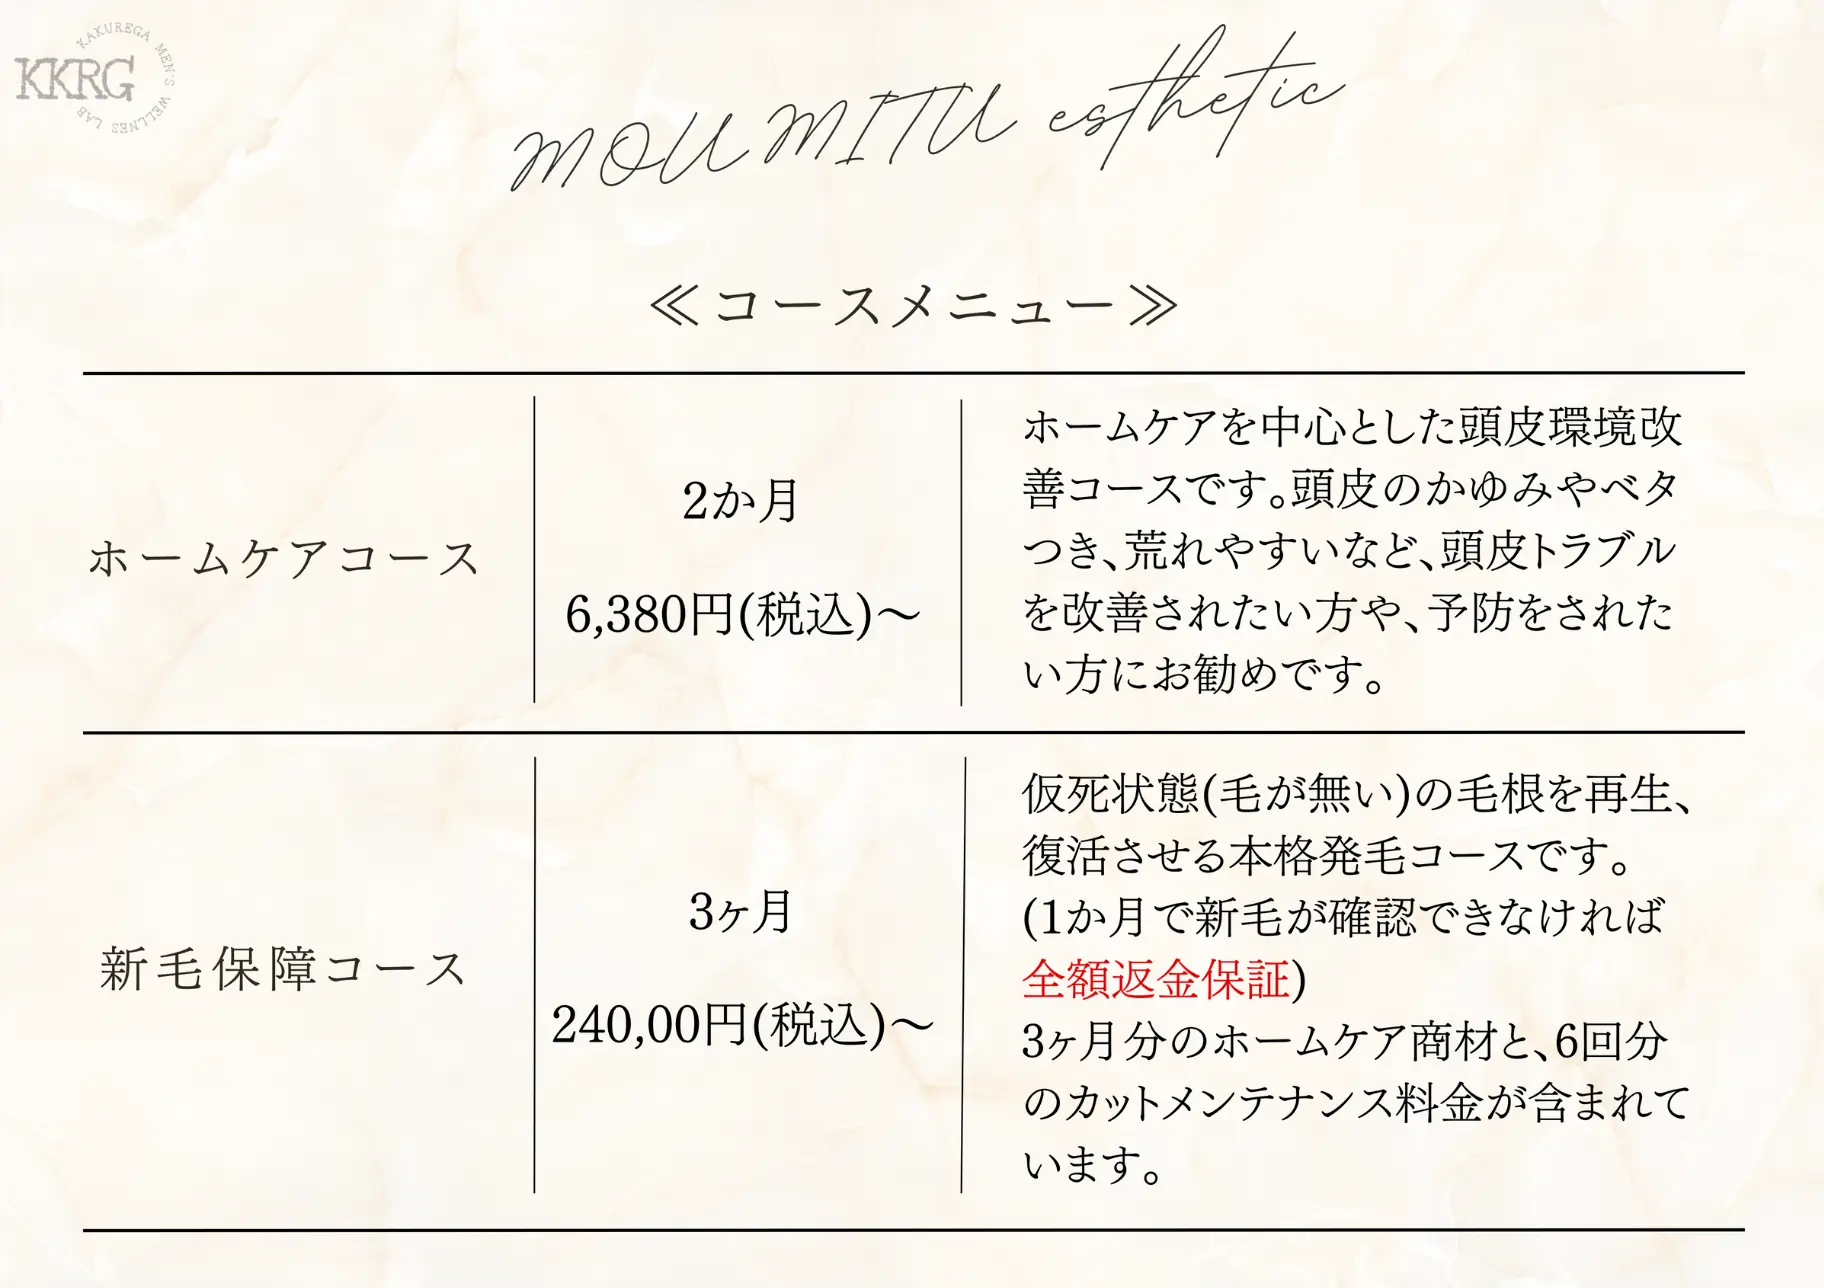 KKRG
KAKUREGA MEN'S WELLNES LAB
MOU MITU esthetic
≪コースメニュー≫
ホームケアコース
2か月
6,380円(税込)～
ホームケアを中心とした頭皮環境改
善コースです。頭皮のかゆみやベタ
つき、荒れやすいなど、頭皮トラブル
を改善されたい方や、予防をされた
い方にお勧めです。
新毛保障コース
3ヶ月
240,00円(税込)～
仮死状態(毛が無い)の毛根を再生、
復活させる本格発毛コースです。
(1か月で新毛が確認できなければ
全額返金保証)
3ヶ月分のホームケア商材と、6回分
のカットメンテナンス料金が含まれて
います。